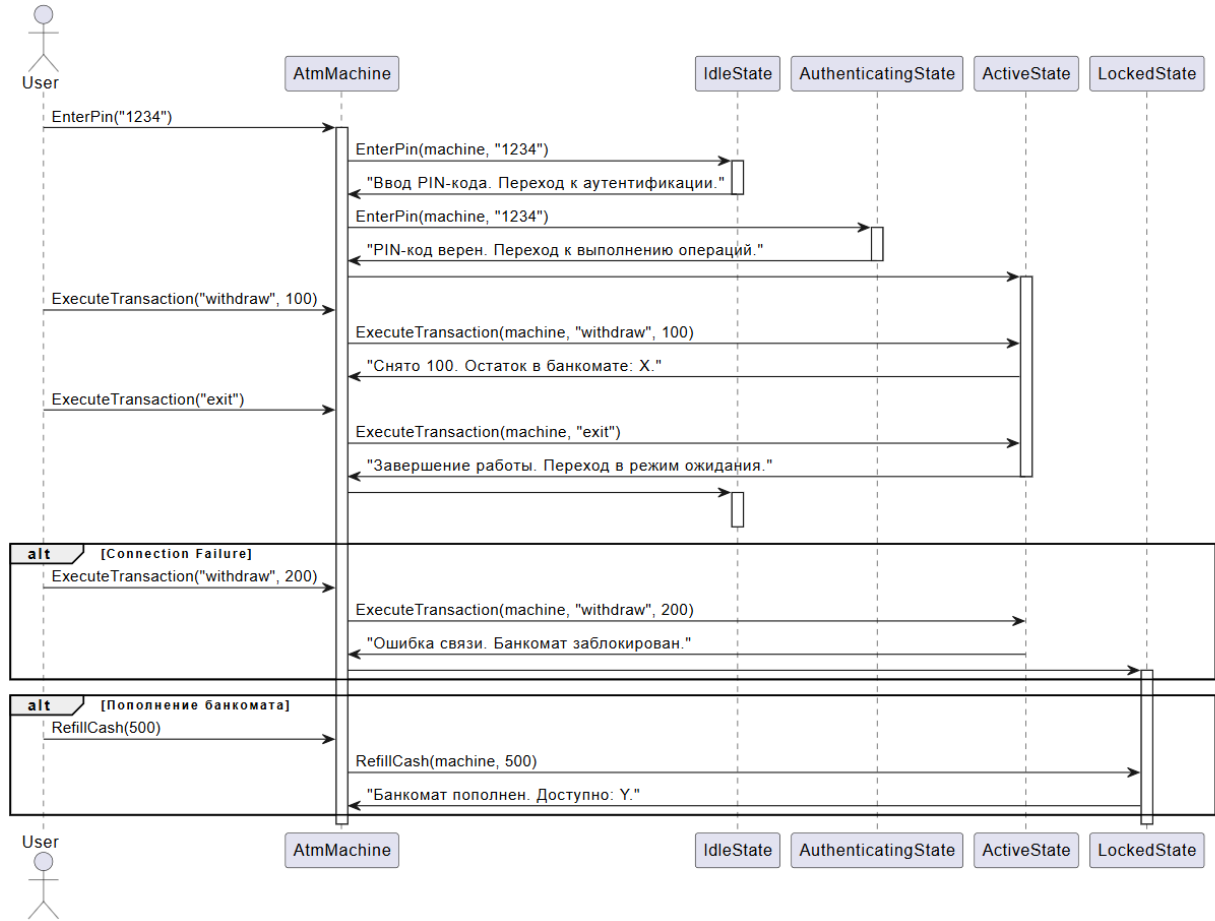 User
AtmMachine
IdleState
AuthenticatingState
ActiveState
LockedState
EnterPin("1234")
EnterPin(machine, "1234")
"Ввод PIN-кода. Переход к аутентификации."
EnterPin(machine, "1234")
"PIN-код верен. Переход к выполнению операций."
ExecuteTransaction("withdraw", 100)
ExecuteTransaction(machine, "withdraw", 100)
"Снято 100. Остаток в банкомате: X."
ExecuteTransaction("exit")
ExecuteTransaction(machine, "exit")
"Завершение работы. Переход в режим ожидания."
alt [Connection Failure]
ExecuteTransaction("withdraw", 200)
ExecuteTransaction(machine, "withdraw", 200)
"Ошибка связи. Банкомат заблокирован."
alt [Пополнение банкомата]
RefillCash(500)
RefillCash(machine, 500)
"Банкомат пополнен. Доступно: Y."
User
AtmMachine
IdleState
AuthenticatingState
ActiveState
LockedState